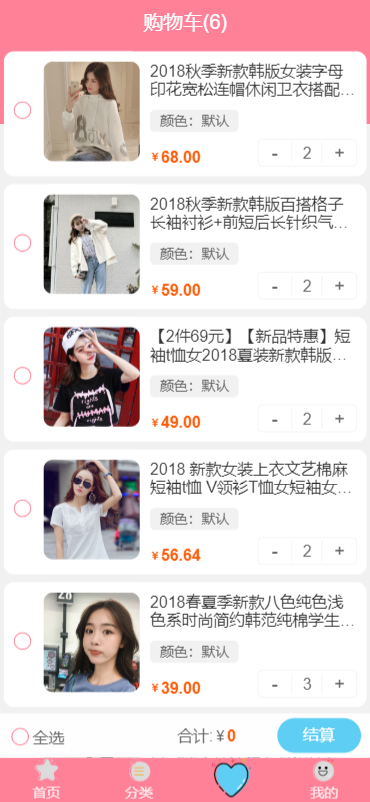 购物车(6)
2018秋季新款韩版女装字母
印花宽松连帽休闲卫衣搭配...
颜色：默认
￥68.00
- 2 +
2018秋季新款韩版百搭格子
长袖衬衫+前短后长针织气...
颜色：默认
￥59.00
- 2 +
【2件69元】【新品特惠】短
袖t恤女2018夏装新款韩版...
颜色：默认
￥49.00
- 2 +
2018 新款女装上衣文艺棉麻
短袖t恤 V领衫T恤女短袖女...
颜色：默认
￥56.64
- 2 +
2018春夏季新款八色纯色浅
色系时尚简约韩范纯棉学生...
颜色：默认
￥39.00
- 3 +
全选
合计:￥0
结算
首页
分类
我的